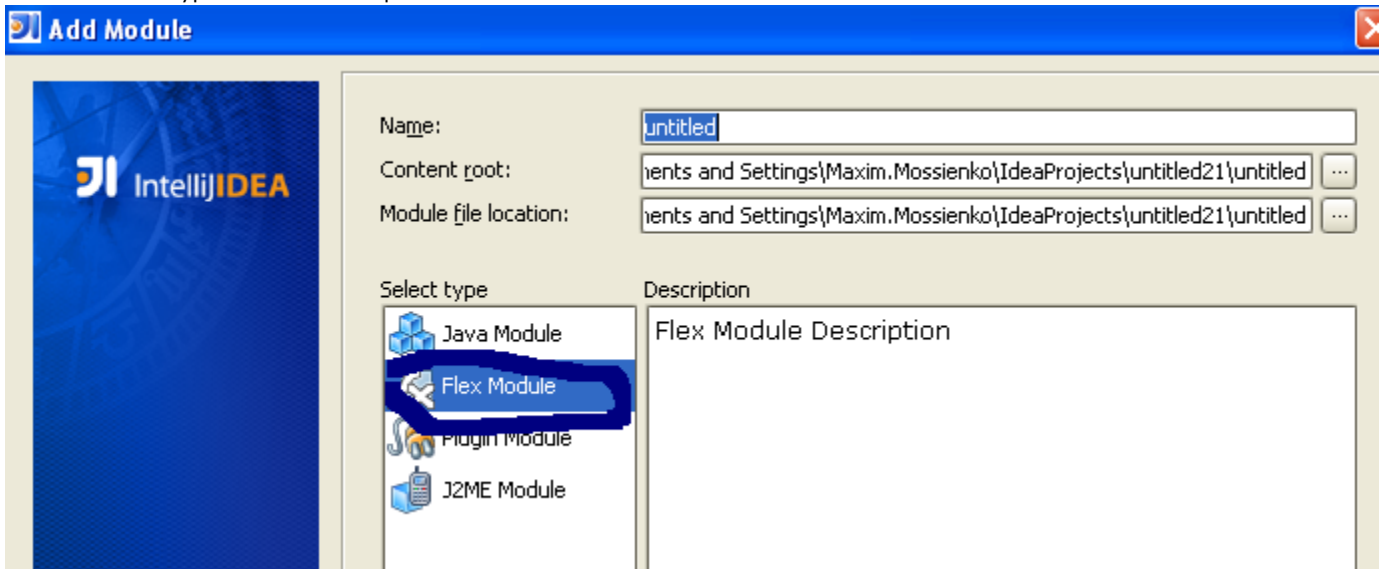 Add Module
IntelliJIDEA
Name:
untitled
Content root:
ients and Settings\Maxim.Mossienko\IdeaProjects\untitled21\untitled
...
Module file location:
ients and Settings\Maxim.Mossienko\IdeaProjects\untitled21\untitled
...
Select type
Description
Java Module
Flex Module
Plugin Module
J2ME Module
Flex Module Description